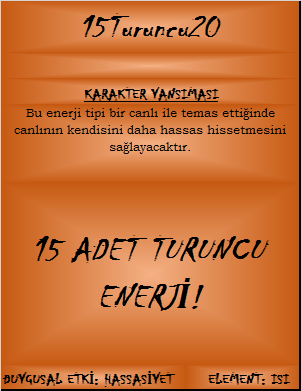 15Turuncu20
KARAKTER YANSIMASI
Bu enerji tipi bir canlı ile temas ettiğinde
canlının kendisini daha hassas hissetmesini
sağlayacaktır.
15 ADET TURUNCU
ENERJİ!
DUYGUSAL ETKİ: HASSASİYET ELEMENT: ISI